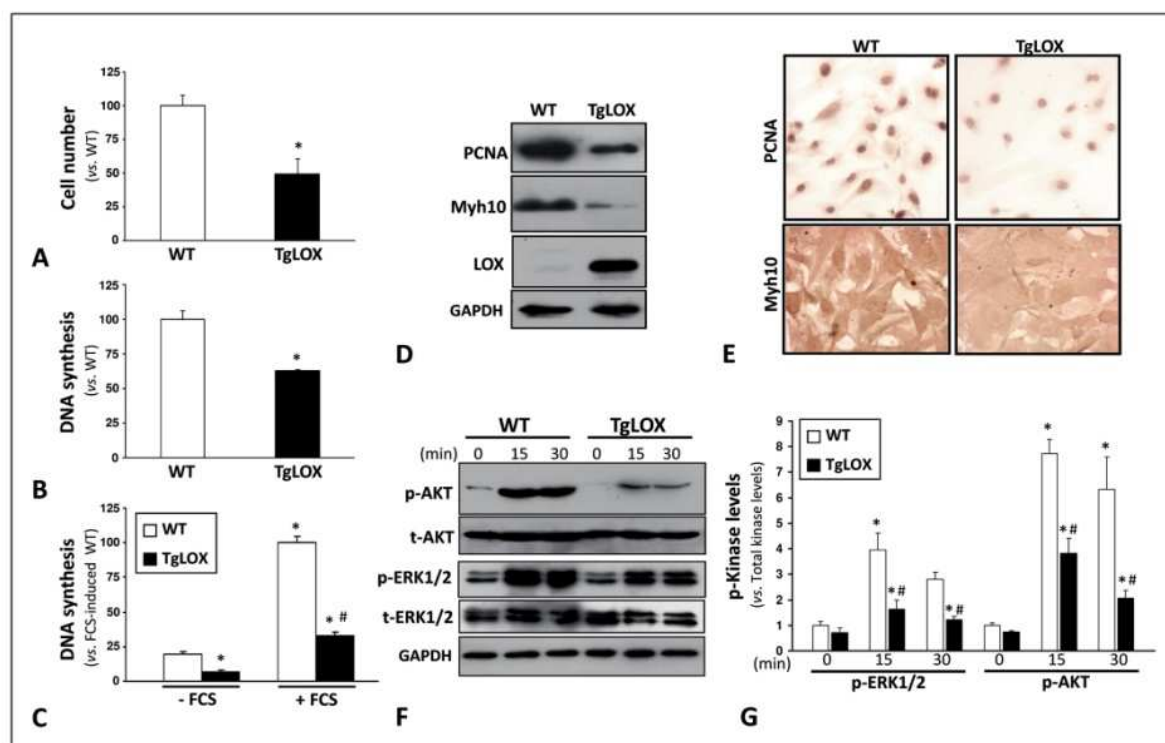 Cell number
(vs. WT)
125
100
75
50
25
0
*
WT
TgLOX
A
DNA synthesis
(vs. WT)
125
100
75
50
25
0
*
WT
TgLOX
B
DNA synthesis
(vs. FCS-induced WT)
125
100
75
50
25
0
WT
TgLOX
*
*
* #
- FCS
+ FCS
C
WT TgLOX
PCNA
Myh10
LOX
GAPDH
D
WT TgLOX
PCNA
Myh10
E
WT TgLOX
(min) 0 15 30 0 15 30
p-AKT
t-AKT
p-ERK1/2
t-ERK1/2
GAPDH
F
p-Kinase levels
(vs. Total kinase levels)
9
8
7
6
5
4
3
2
1
0
WT
TgLOX
*
* #
* #
*
* #
*
* #
(min) 0 15 30 0 15 30
p-ERK1/2 p-AKT
G